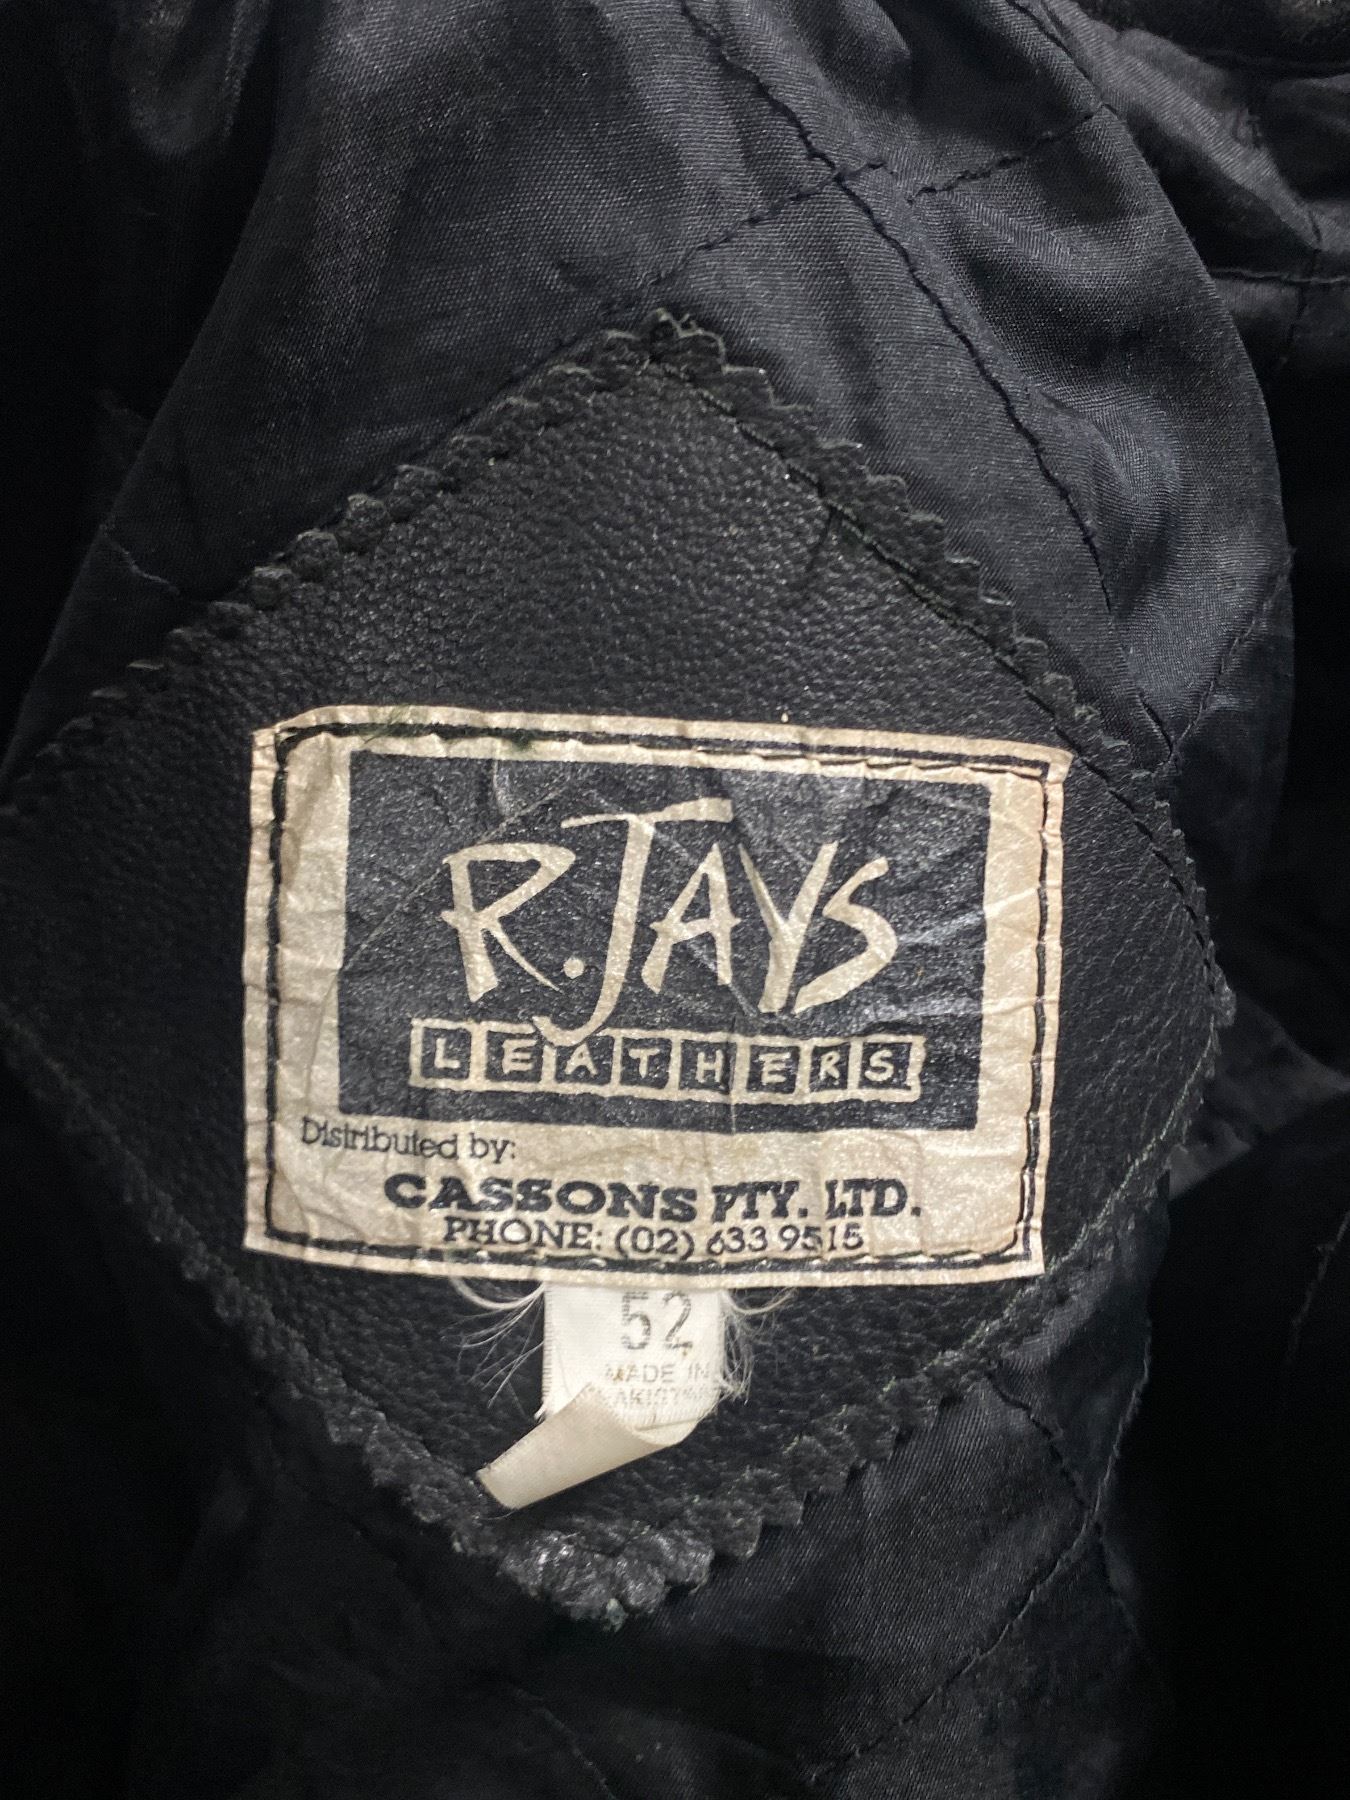 R.JAYS
LEATHERS
Distributed by:
CASSONS PTY. LTD.
PHONE: (02) 633 9515
52
MADE IN